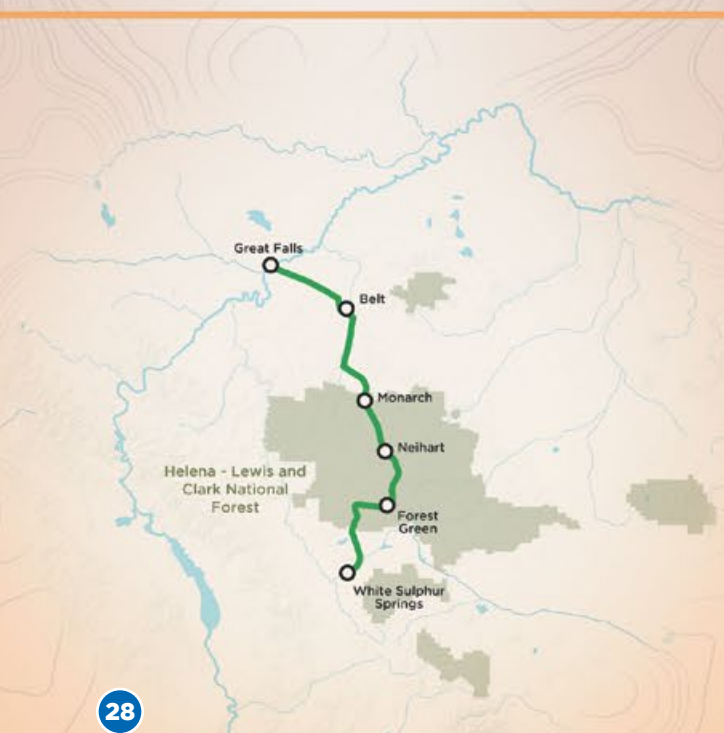 Great Falls
Belt
Monarch
Neihart
Helena - Lewis and
Clark National
Forest
Forest
Green
White Sulphur
Springs
28